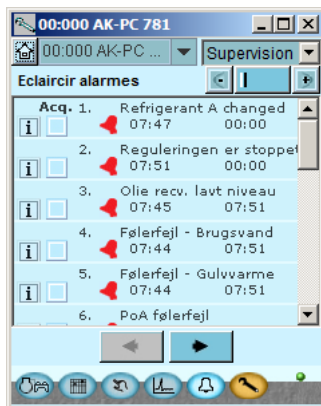 00:000 AK-PC 781
00:000 AK-PC ... Supervision
Eclaircir alarmes
Acq. 1. Refrigerant A changed
07:47 00:00
2. Reguleringen er stoppet
07:51 00:00
3. Olie recv. lavt niveau
07:45 07:51
4. Følerfejl - Brugsvand
07:44 07:51
5. Følerfejl - Gulvvarme
07:44 07:51
6. PoA følerfejl